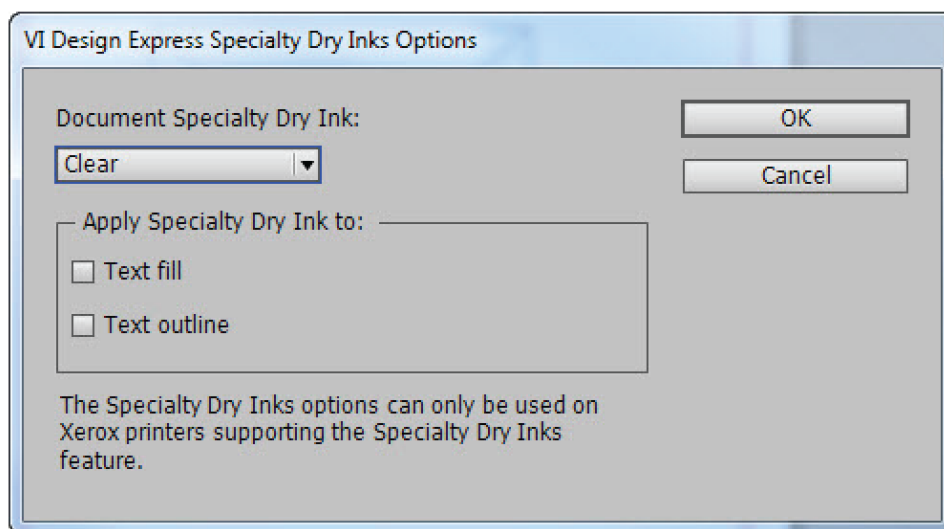 VI Design Express Specialty Dry Inks Options
Document Specialty Dry Ink:
Clear
OK
Cancel
Apply Specialty Dry Ink to:
Text fill
Text outline
The Specialty Dry Inks options can only be used on
Xerox printers supporting the Specialty Dry Inks
feature.